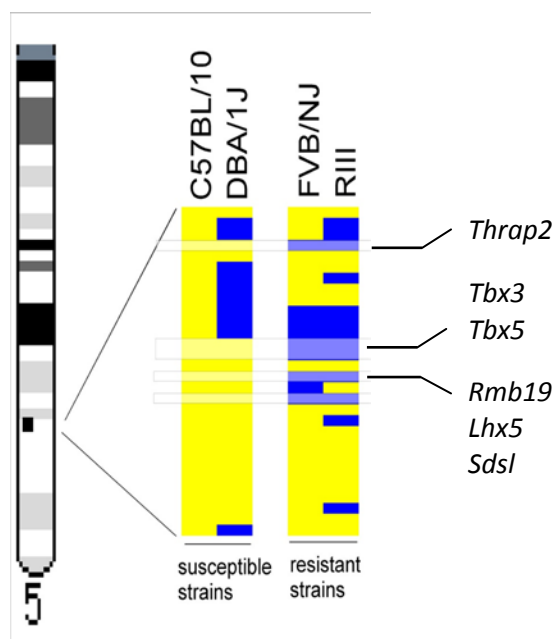 C57BL/10
DBA/1J
FVB/NJ
RIII
Thrap2
Tbx3
Tbx5
Rmb19
Lhx5
Sdsl
susceptible
strains
resistant
strains
5